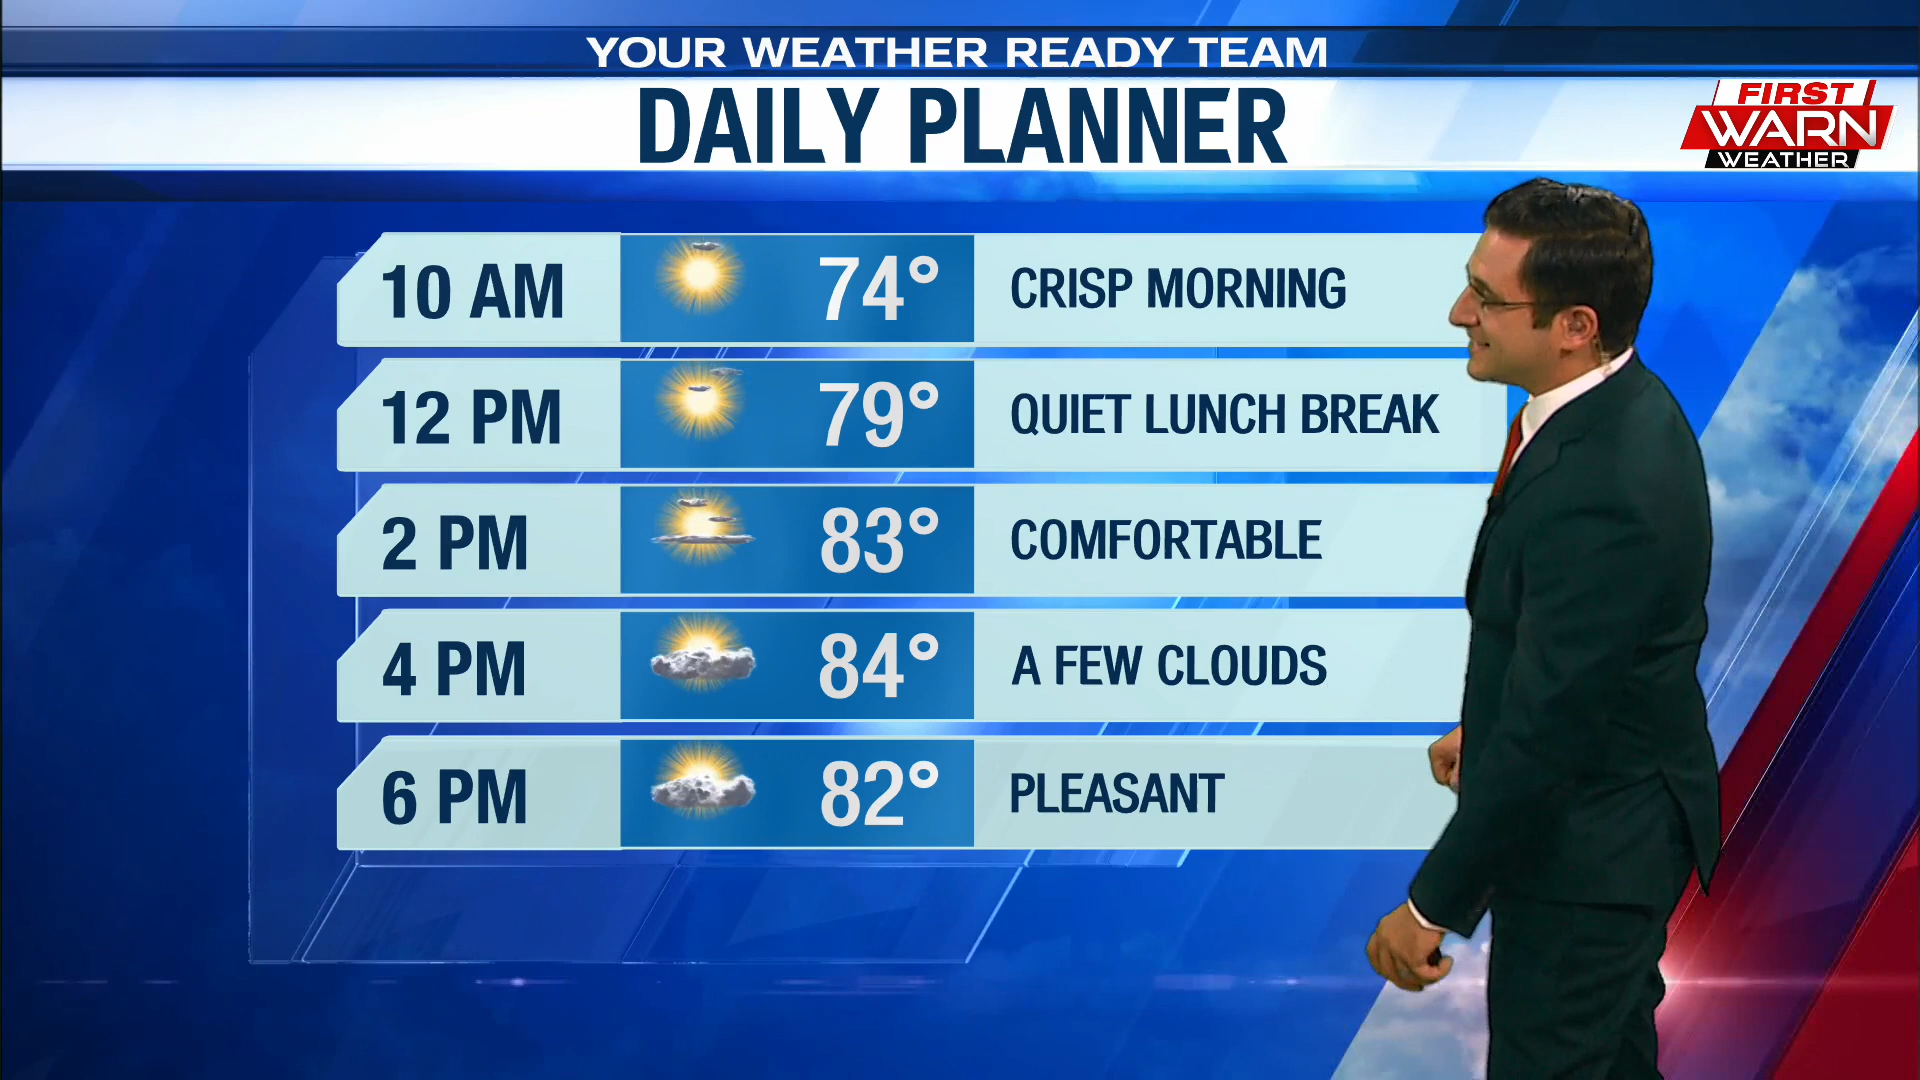 YOUR WEATHER READY TEAM
DAILY PLANNER
FIRST
WARN
WEATHER
10 AM 74° CRISP MORNING
12 PM 79° QUIET LUNCH BREAK
2 PM 83° COMFORTABLE
4 PM 84° A FEW CLOUDS
6 PM 82° PLEASANT